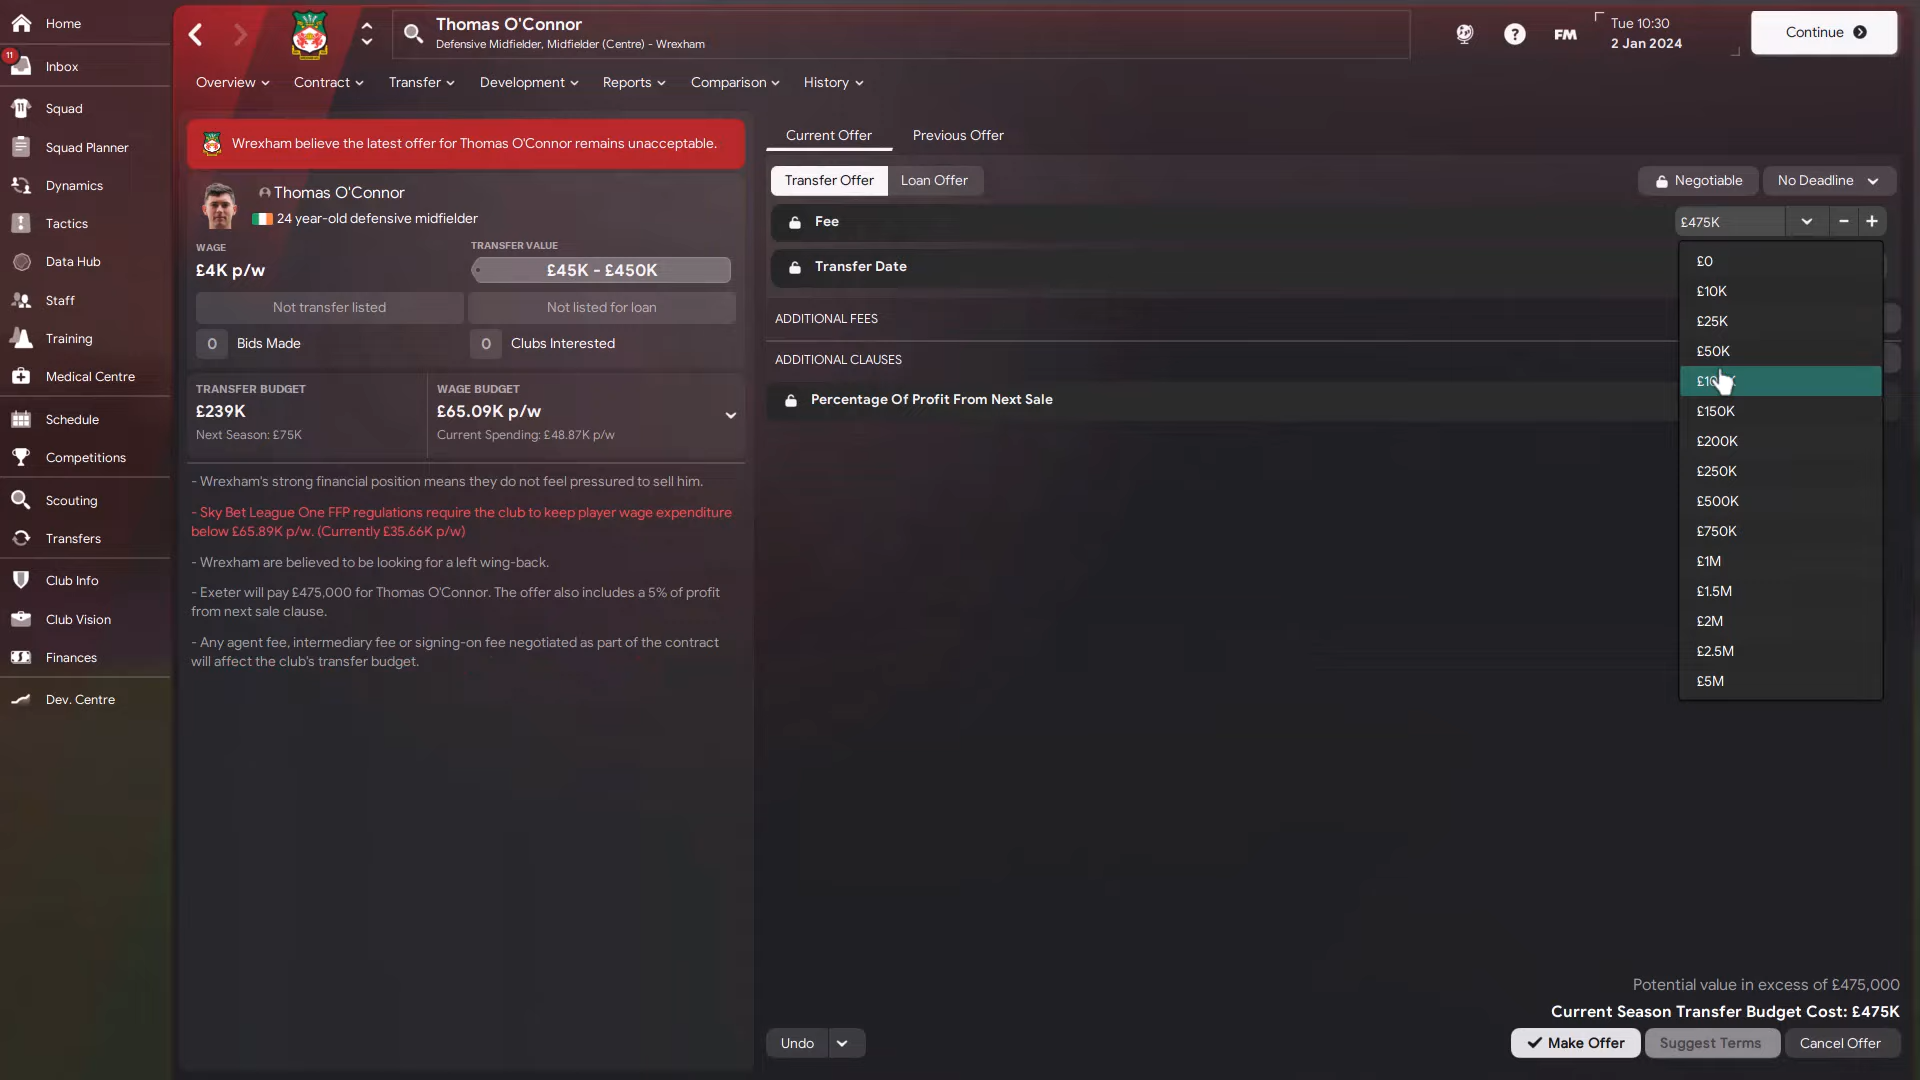 Home
11
Inbox
Squad
Squad Planner
Dynamics
Tactics
Data Hub
Staff
Training
Medical Centre
Schedule
Competitions
Scouting
Transfers
Club Info
Club Vision
Finances
Dev. Centre
Thomas O'Connor
Defensive Midfielder, Midfielder (Centre) - Wrexham
FM
Tue 10:30
2 Jan 2024
Continue
Overview
Contract
Transfer
Development
Reports
Comparison
History
Wrexham believe the latest offer for Thomas O'Connor remains unacceptable.
Thomas O'Connor
24 year-old defensive midfielder
WAGE
£4K p/w
TRANSFER VALUE
£45K - £450K
Not transfer listed
Not listed for loan
0 Bids Made
0 Clubs Interested
TRANSFER BUDGET
£239K
Next Season: £75K
WAGE BUDGET
£65.09K p/w
Current Spending: £48.87K p/w
- Wrexham's strong financial position means they do not feel pressured to sell him.
- Sky Bet League One FFP regulations require the club to keep player wage expenditure
below £65.89K p/w. (Currently £35.66K p/w)
- Wrexham are believed to be looking for a left wing-back.
- Exeter will pay £475,000 for Thomas O'Connor. The offer also includes a 5% of profit
from next sale clause.
- Any agent fee, intermediary fee or signing-on fee negotiated as part of the contract
will affect the club's transfer budget.
Current Offer
Previous Offer
Transfer Offer
Loan Offer
Negotiable
No Deadline
Fee
£475K
Transfer Date
ADDITIONAL FEES
ADDITIONAL CLAUSES
Percentage Of Profit From Next Sale
£0
£10K
£25K
£50K
£150K
£200K
£250K
£500K
£750K
£1M
£1.5M
£2M
£2.5M
£5M
Potential value in excess of £475,000
Current Season Transfer Budget Cost: £475K
Undo
Make Offer
Suggest Terms
Cancel Offer